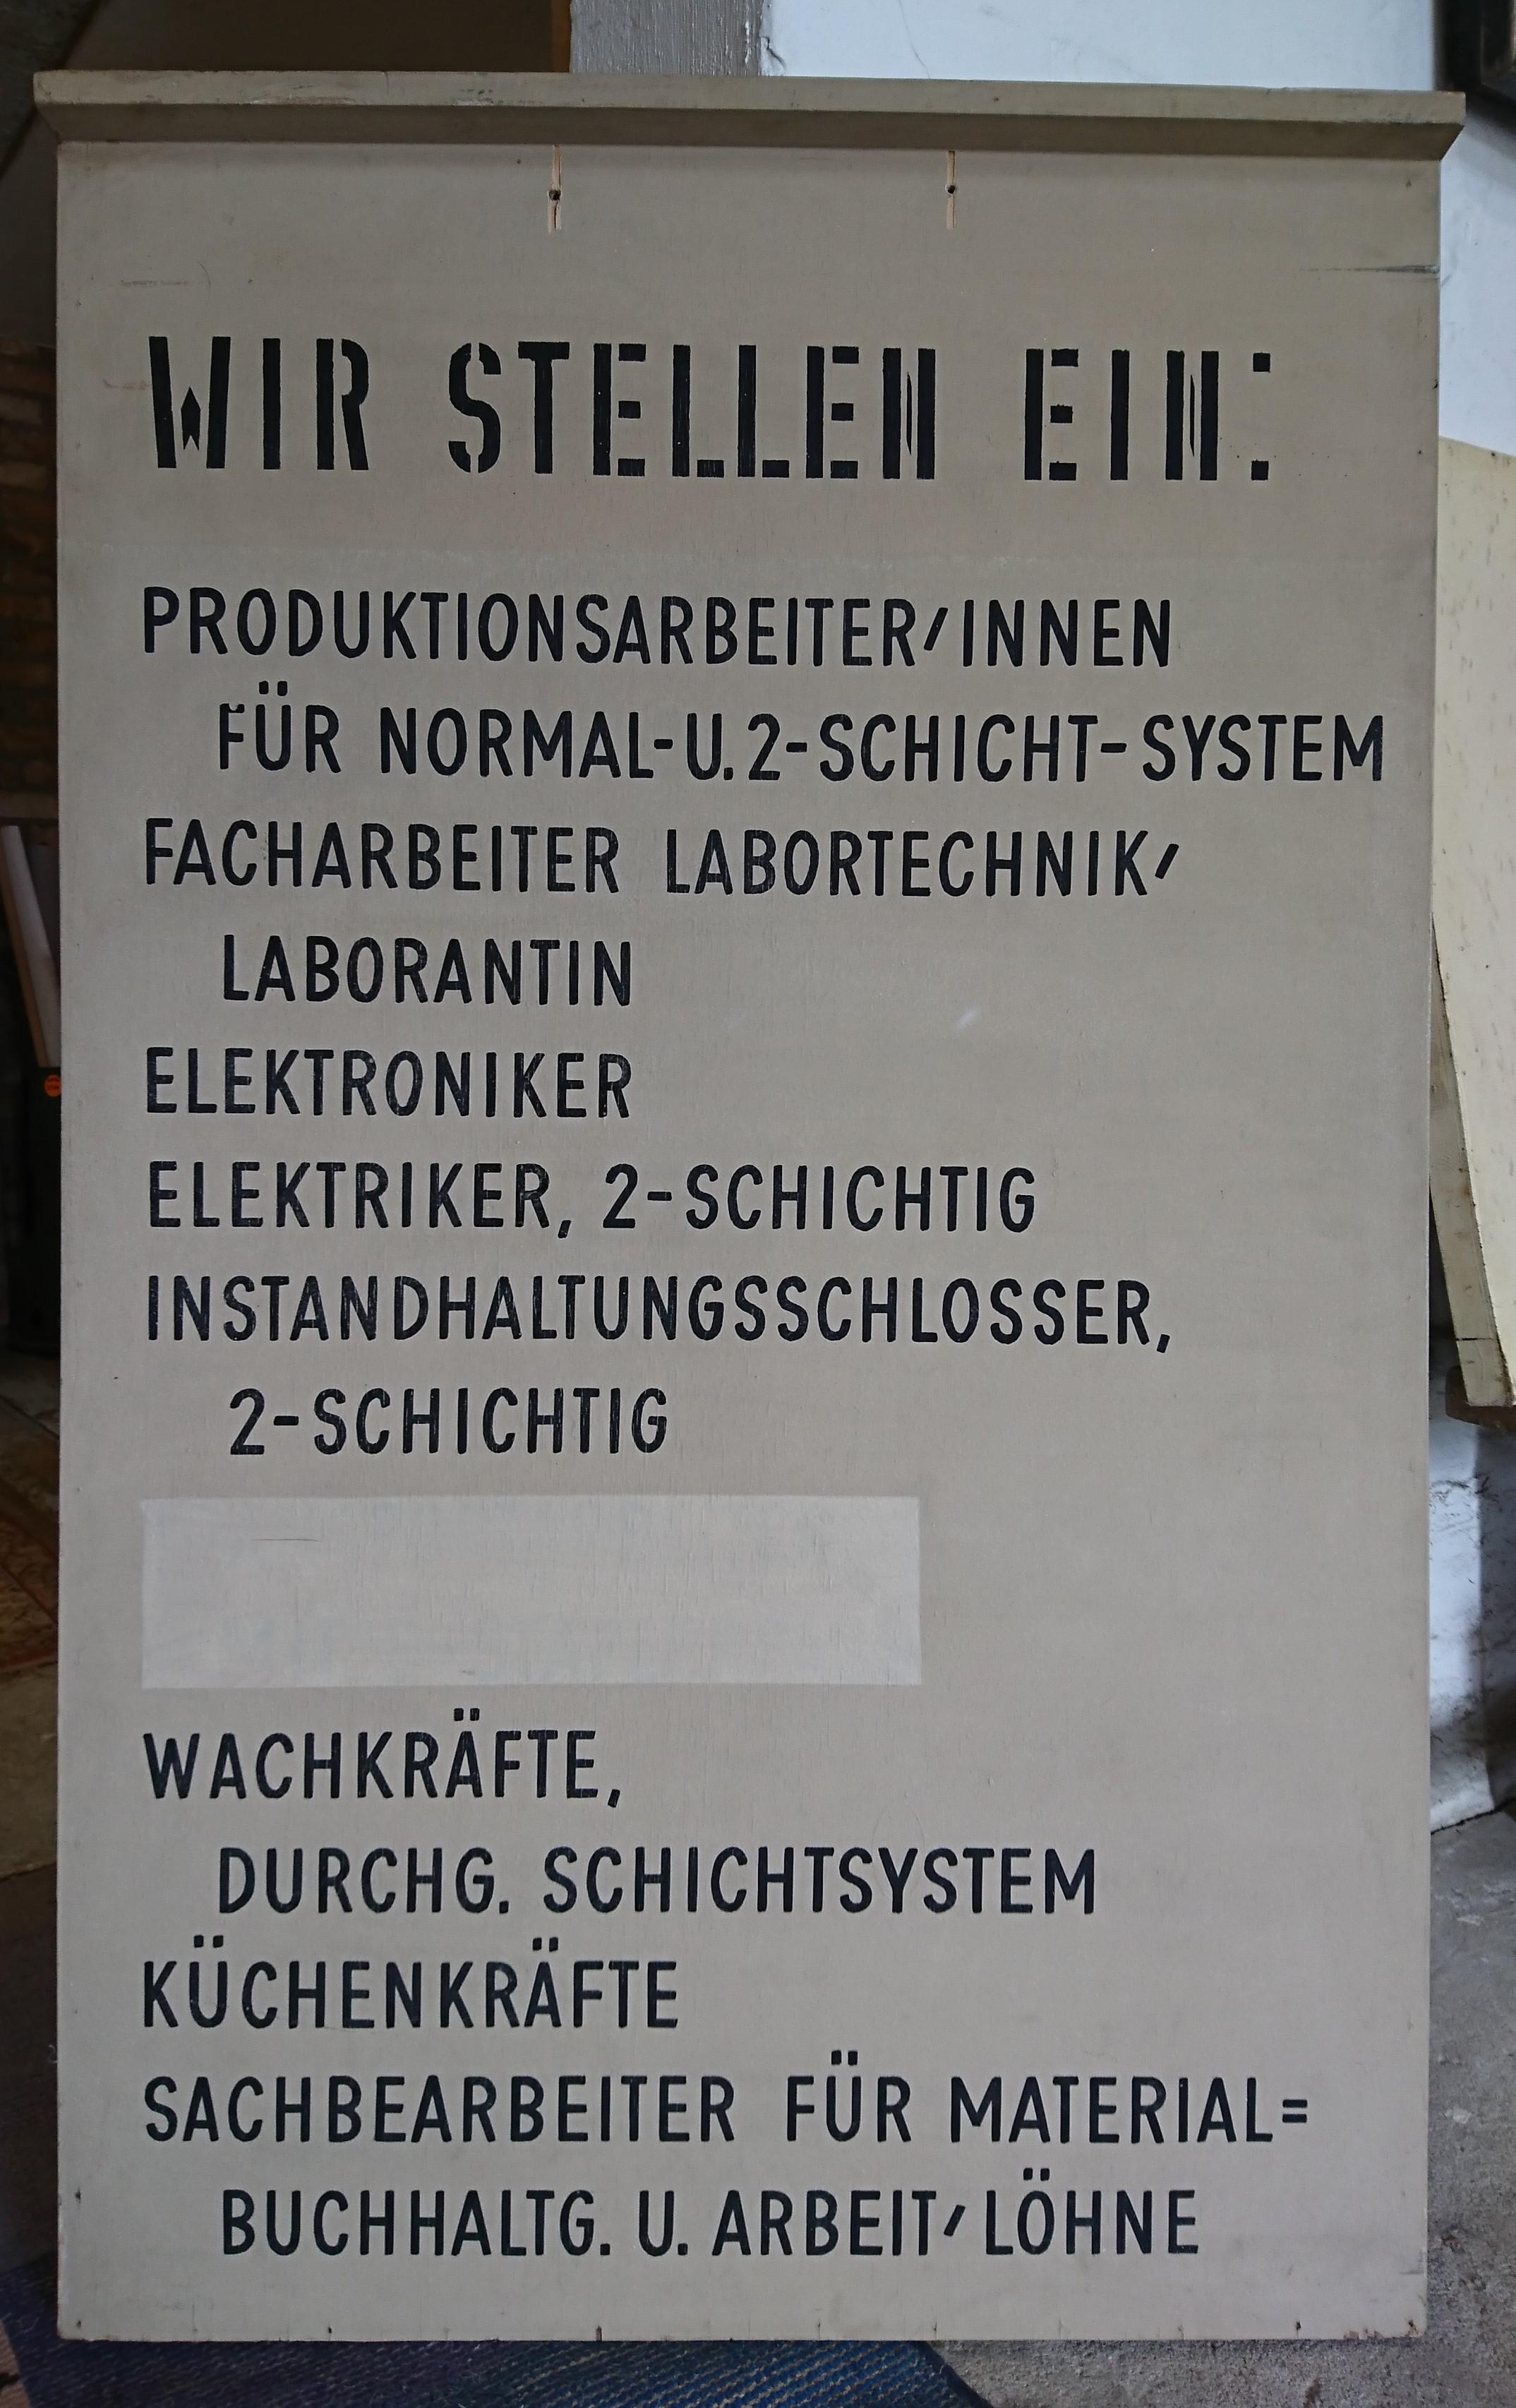 WIR STELLEN EIN:
PRODUKTIONSARBEITER/INNEN
FÜR NORMAL-U.2-SCHICHT-SYSTEM
FACHARBEITER LABORTECHNIK/
LABORANTIN
ELEKTRONIKER
ELEKTRIKER, 2-SCHICHTIG
INSTANDHALTUNGSSCHLOSSER,
2-SCHICHTIG
WACHKRÄFTE,
DURCHG. SCHICHTSYSTEM
KÜCHENKRÄFTE
SACHBEARBEITER FÜR MATERIAL=
BUCHHALTG. U. ARBEIT/LÖHNE